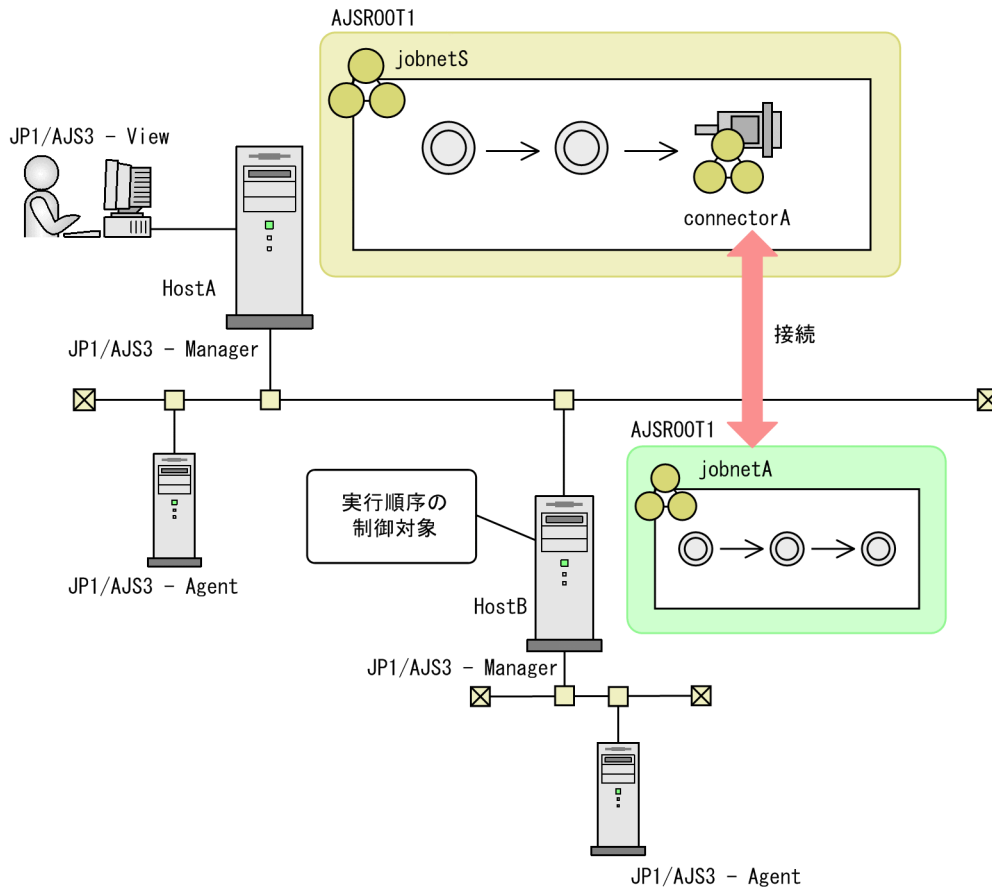 AJSROOT1
jobnetS
JP1/AJS3 - View
connectorA
HostA
接続
JP1/AJS3 - Manager
AJSROOT1
jobnetA
実行順序の
制御対象
JP1/AJS3 - Agent
HostB
JP1/AJS3 - Manager
JP1/AJS3 - Agent